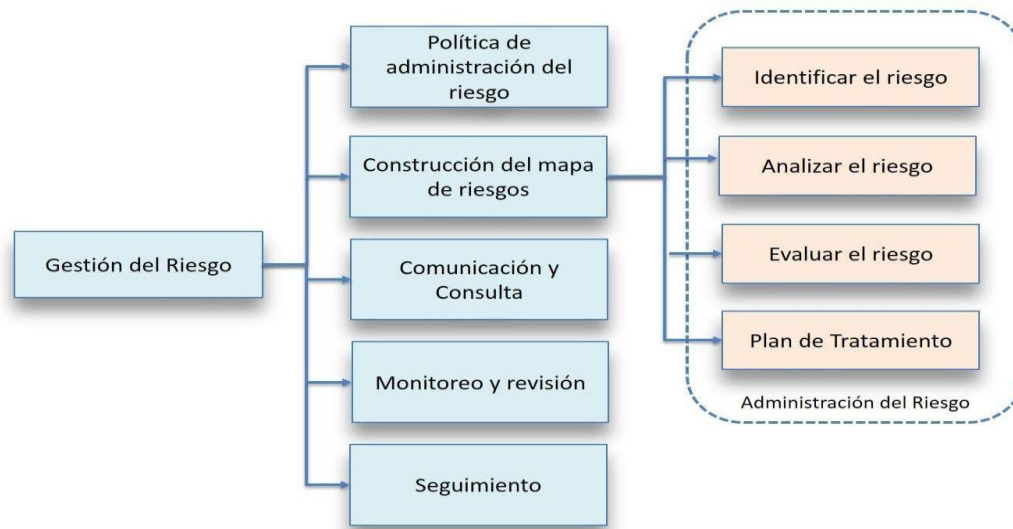 Gestión del Riesgo
Política de
administración del
riesgo
Construcción del mapa
de riesgos
Comunicación y
Consulta
Monitoreo y revisión
Seguimiento
Identificar el riesgo
Analizar el riesgo
Evaluar el riesgo
Plan de Tratamiento
Administración del Riesgo